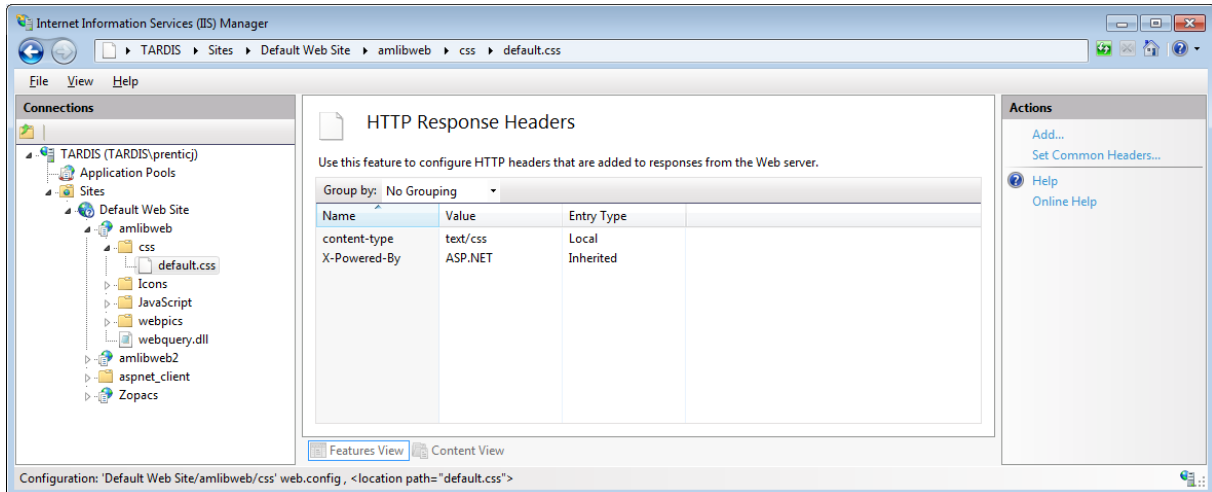 Internet Information Services (IIS) Manager
TARDIS Sites Default Web Site amlibweb css default.css
File View Help
Connections
TARDIS (TARDIS\prenticj)
Application Pools
Sites
Default Web Site
amlibweb
css
default.css
Icons
JavaScript
webpics
webquery.dll
amlibweb2
aspnet_client
Zopacs
HTTP Response Headers
Use this feature to configure HTTP headers that are added to responses from the Web server.
Group by: No Grouping
Name Value Entry Type
content-type text/css Local
X-Powered-By ASP.NET Inherited
Features View Content View
Actions
Add...
Set Common Headers...
Help
Online Help
Configuration: 'Default Web Site/amlibweb/css' web.config , <location path="default.css">